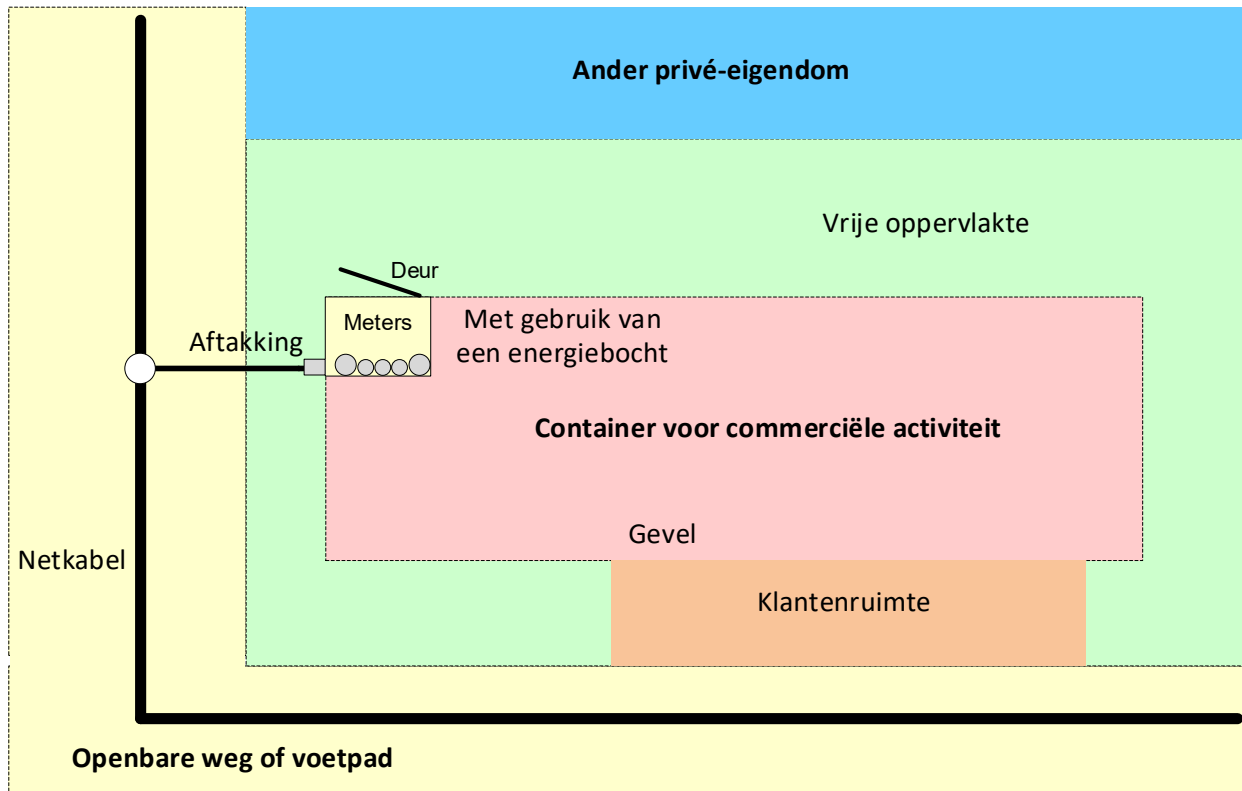 Ander privé-eigendom
Vrije oppervlakte
Deur
Meters
Met gebruik van
een energiebocht
Aftakking
Container voor commerciële activiteit
Gevel
Netkabel
Klantenruimte
Openbare weg of voetpad